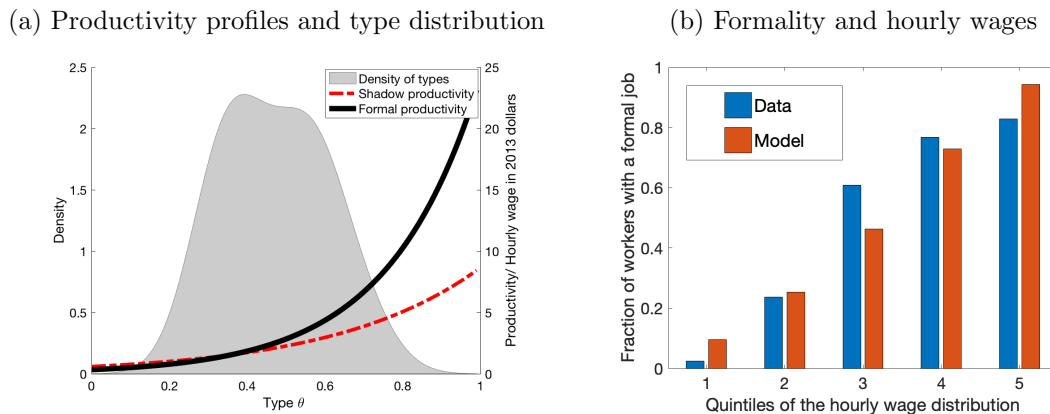 (a) Productivity profiles and type distribution
2.5
2
1.5
1
0.5
0
Density
25
20
15
10
5
0
Productivity/ Hourly wage in 2013 dollars
Density of types
Shadow productivity
Formal productivity
0
0.2
0.4
0.6
0.8
1
Type θ
(b) Formality and hourly wages
1
0.8
0.6
0.4
0.2
0
Fraction of workers with a formal job
Data
Model
1
2
3
4
5
Quintiles of the hourly wage distribution